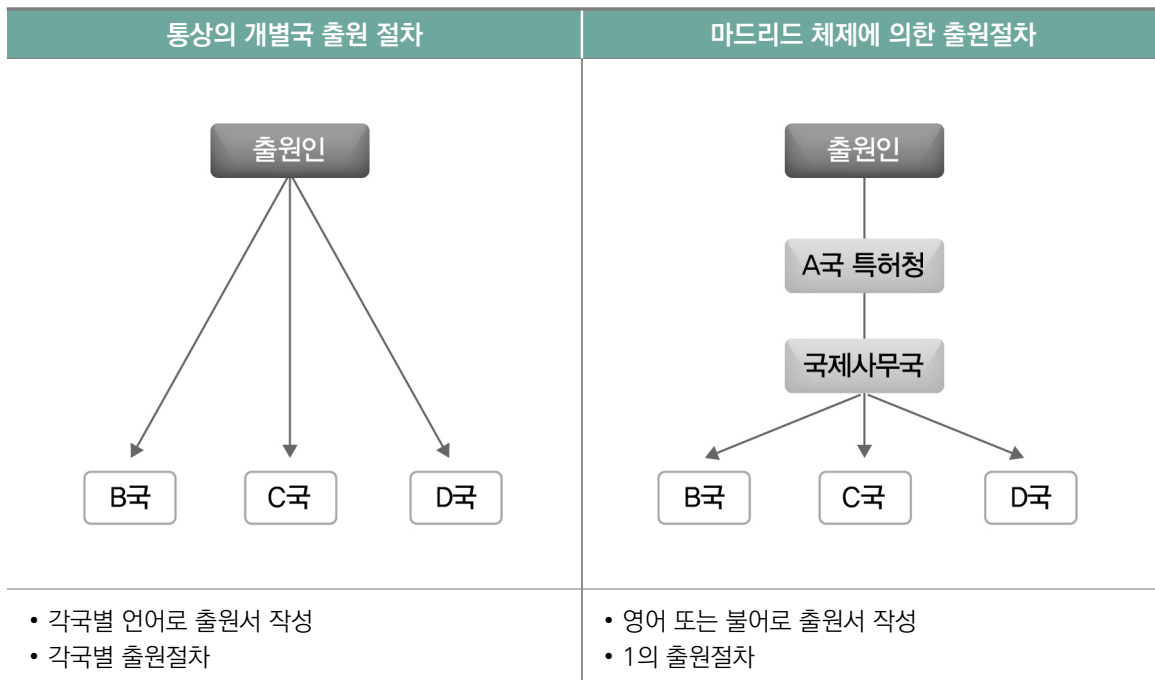 통상의 개별국 출원 절차
마드리드 체제에 의한 출원절차
출원인
B국 C국 D국
출원인
A국 특허청
국제사무국
B국 C국 D국
• 각국별 언어로 출원서 작성
• 각국별 출원절차
• 영어 또는 불어로 출원서 작성
• 1의 출원절차